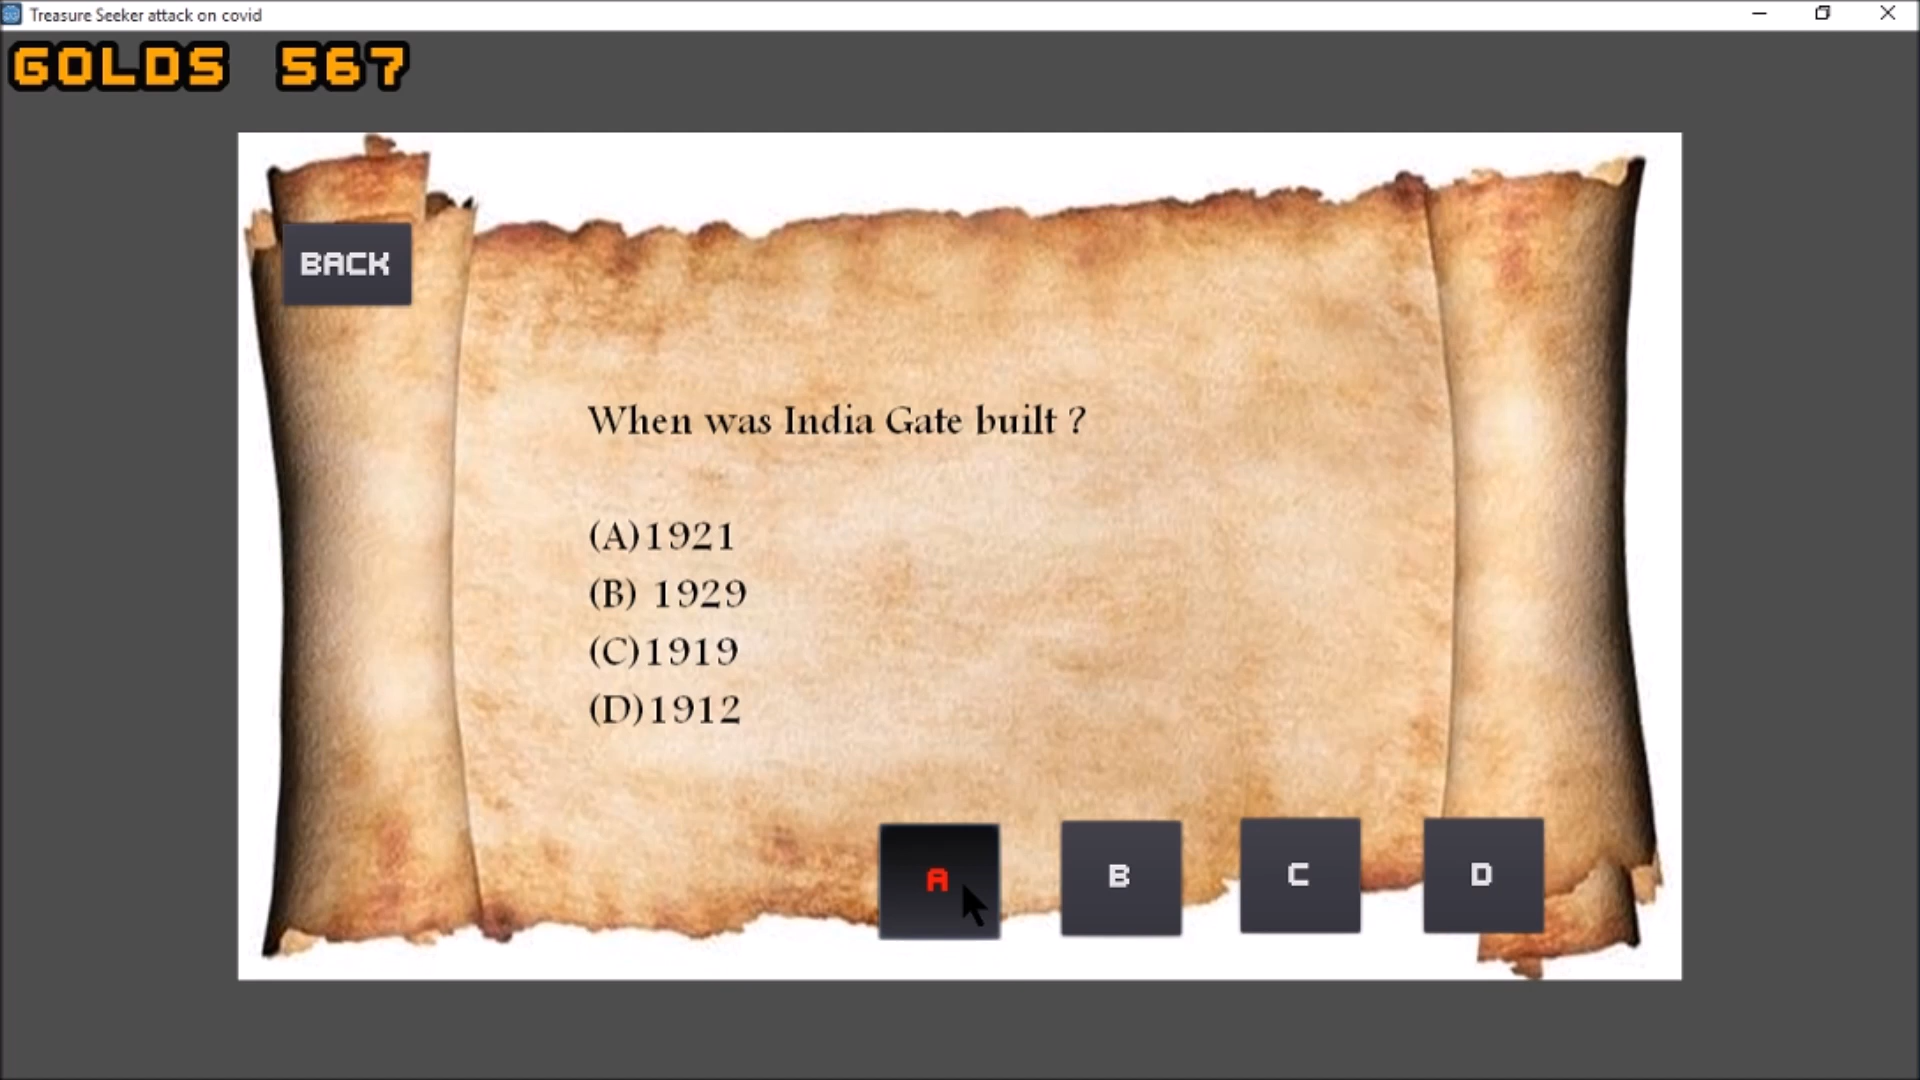 Treasure Seeker attack on covid
GOLDS 567
BACK
When was India Gate built ?
(A)1921
(B) 1929
(C)1919
(D)1912
A B C D